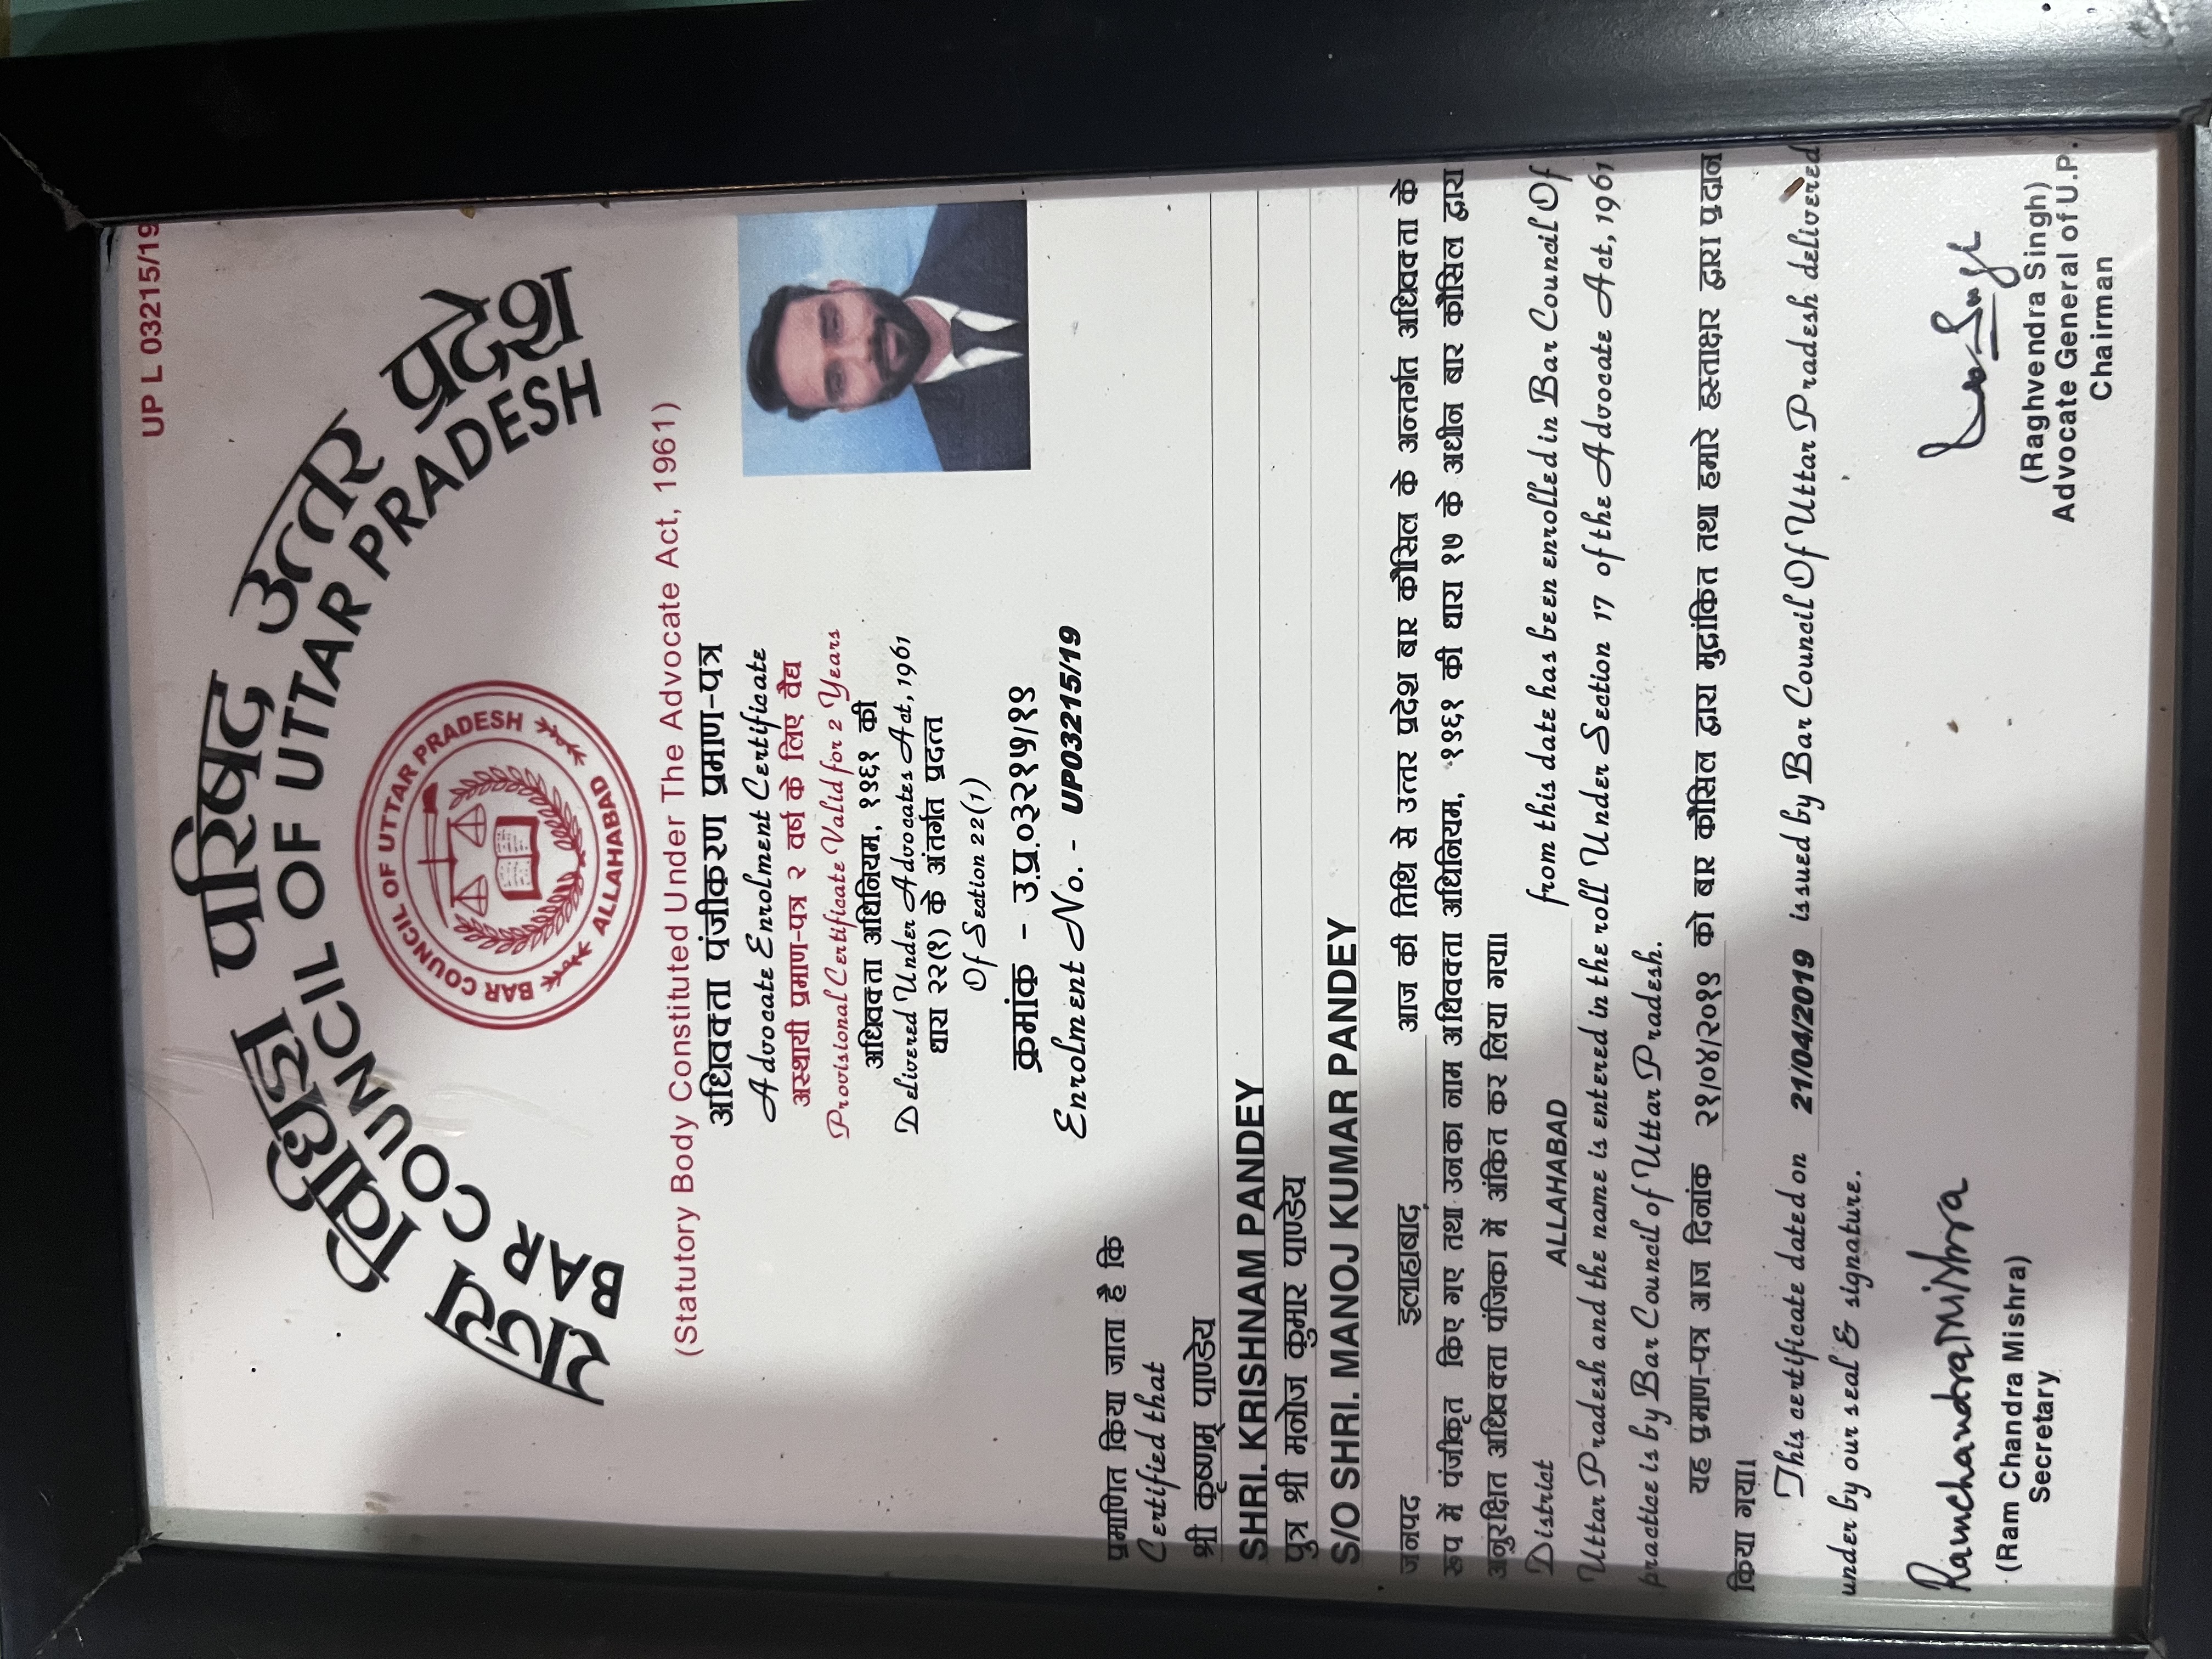 UP L 03215/19
राज्य विधिज्ञ परिषद उत्तर प्रदेश
BAR COUNCIL OF UTTAR PRADESH
BAR COUNCIL OF UTTAR PRADESH
ALLAHABAD
(Statutory Body Constituted Under The Advocate Act, 1961)
अधिवक्ता पंजीकरण प्रमाण-पत्र
Advocate Enrolment Certificate
अस्थायी प्रमाण-पत्र २ वर्ष के लिए वैद्य
Provisional Certificate Valid for 2 Years
अधिवक्ता अधिनियम, १९६१ की
Delivered Under Advocates Act, 1961
धारा २२(१) के अंतर्गत प्रदत्त
Of Section 22(1)
क्रमांक - उ.प्र.०३२१५/१९
Enrolment No. - UP03215/19
प्रमाणित किया जाता है कि
Certified that
श्री कृष्णम् पाण्डेय
SHRI. KRISHNAM PANDEY
पुत्र श्री मनोज कुमार पाण्डेय
S/O SHRI. MANOJ KUMAR PANDEY
जनपद इलाहाबाद आज की तिथि से उत्तर प्रदेश बार कौंसिल के अन्तर्गत अधिवक्ता के
रूप में पंजीकृत किए गए तथा उनका नाम अधिवक्ता अधिनियम, १९६१ की धारा १७ के अधीन बार कौंसिल द्वारा
अनुरक्षित अधिवक्ता पंजिका में अंकित कर लिया गया।
District ALLAHABAD from this date has been enrolled in Bar Council Of
Uttar Pradesh and the name is entered in the roll Under Section 17 of the Advocate Act, 1961
practice is by Bar Council of Uttar Pradesh.
यह प्रमाण-पत्र आज दिनांक २१/०४/२०१९ को बार कौंसिल द्वारा मुद्रांकित तथा हमारे हस्ताक्षर द्वारा प्रदान
किया गया।
This certificate dated on 21/04/2019 issued by Bar Council Of Uttar Pradesh delivered
under by our seal & signature.
Ramchandra Mishra
(Ram Chandra Mishra)
Secretary
(Raghvendra Singh)
Advocate General of U.P.
Chairman